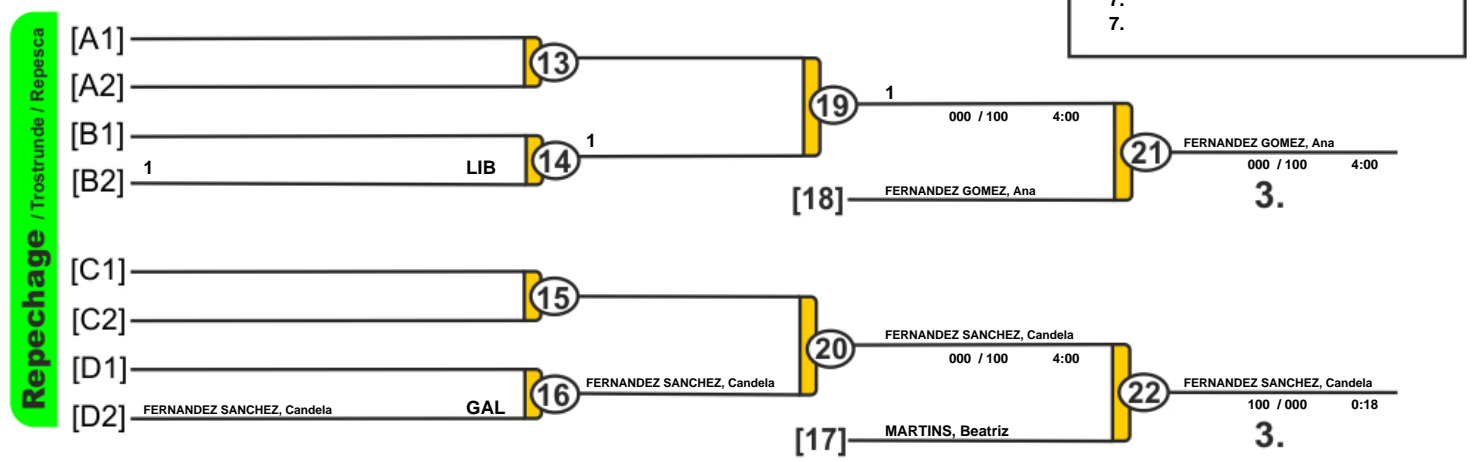 7.
7.
Repechage / Trostrunde / Repesca
[A1]
13
[A2]
19
1
000 / 100 4:00
[B1]
14
1
[B2] 1 LIB
21
FERNANDEZ GOMEZ, Ana
000 / 100 4:00
3.
[18] FERNANDEZ GOMEZ, Ana
[C1]
15
[C2]
20
FERNANDEZ SANCHEZ, Candela
000 / 100 4:00
[D1]
16
FERNANDEZ SANCHEZ, Candela
[D2] FERNANDEZ SANCHEZ, Candela GAL
22
FERNANDEZ SANCHEZ, Candela
100 / 000 0:18
3.
[17] MARTINS, Beatriz